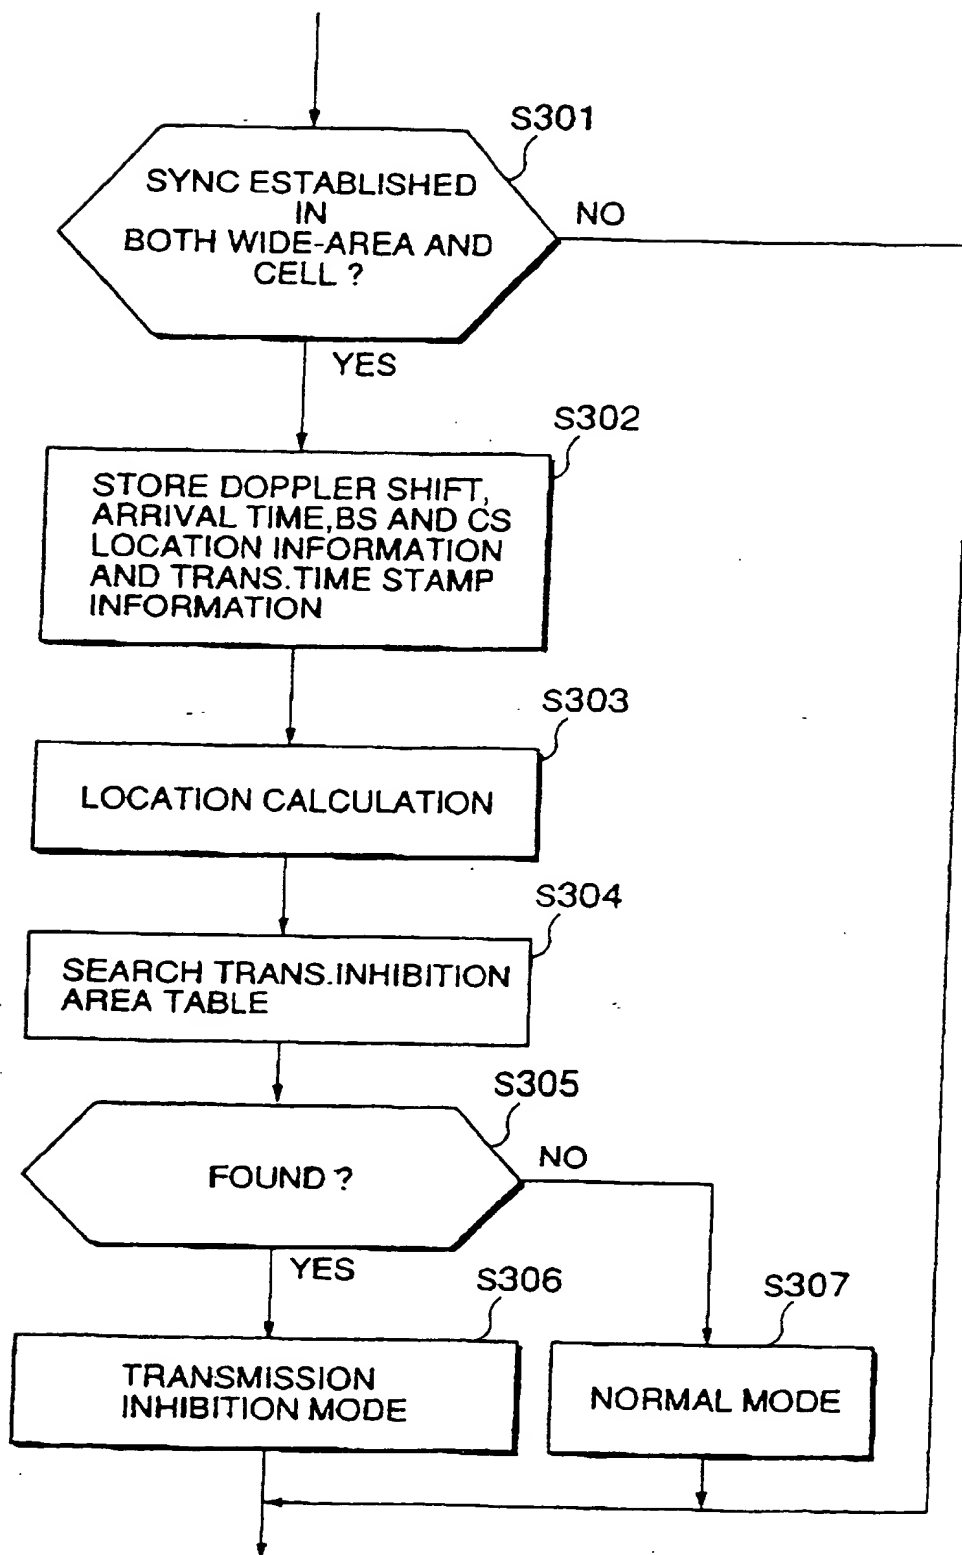 S301
SYNC ESTABLISHED
IN
BOTH WIDE-AREA AND
CELL ?
NO
YES
S302
STORE DOPPLER SHIFT,
ARRIVAL TIME,BS AND CS
LOCATION INFORMATION
AND TRANS.TIME STAMP
INFORMATION
S303
LOCATION CALCULATION
S304
SEARCH TRANS.INHIBITION
AREA TABLE
S305
FOUND ?
NO
YES
S306
TRANSMISSION
INHIBITION MODE
S307
NORMAL MODE